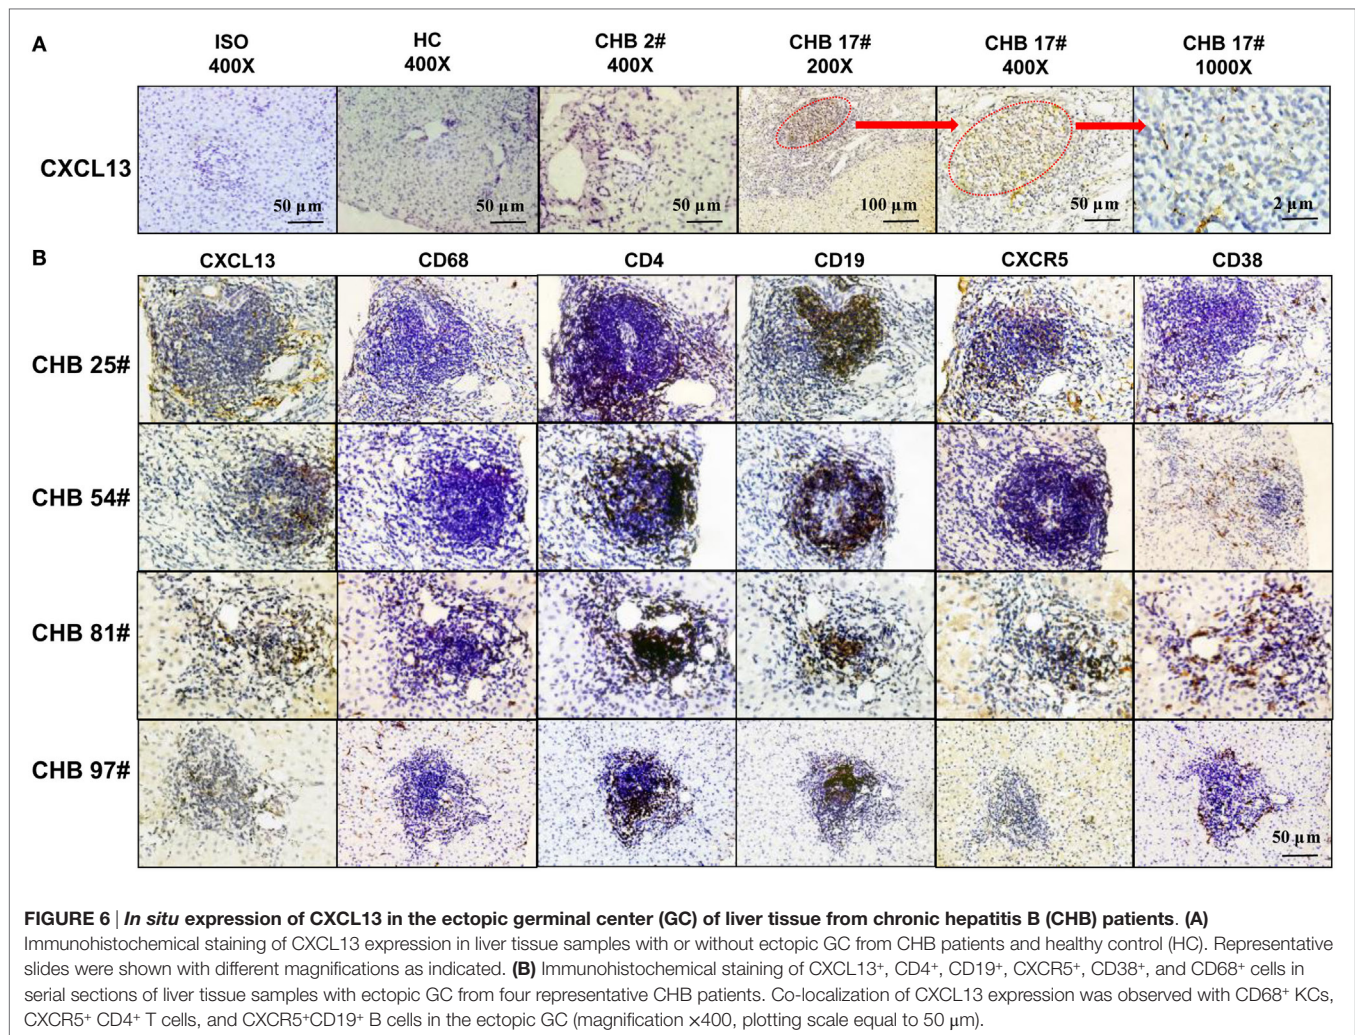 A
ISO HC CHB 2# CHB 17# CHB 17# CHB 17#
400X 400X 400X 200X 400X 1000X
CXCL13
50 µm 50 µm 50 µm 100 µm 50 µm 2 µm
B
CXCL13 CD68 CD4 CD19 CXCR5 CD38
CHB 25#
CHB 54#
CHB 81#
CHB 97#
50 µm
FIGURE 6 | In situ expression of CXCL13 in the ectopic germinal center (GC) of liver tissue from chronic hepatitis B (CHB) patients. (A)
Immunohistochemical staining of CXCL13 expression in liver tissue samples with or without ectopic GC from CHB patients and healthy control (HC). Representative
slides were shown with different magnifications as indicated. (B) Immunohistochemical staining of CXCL13⁺, CD4⁺, CD19⁺, CXCR5⁺, CD38⁺, and CD68⁺ cells in
serial sections of liver tissue samples with ectopic GC from four representative CHB patients. Co-localization of CXCL13 expression was observed with CD68⁺ KCs,
CXCR5⁺ CD4⁺ T cells, and CXCR5⁺CD19⁺ B cells in the ectopic GC (magnification ×400, plotting scale equal to 50 µm).